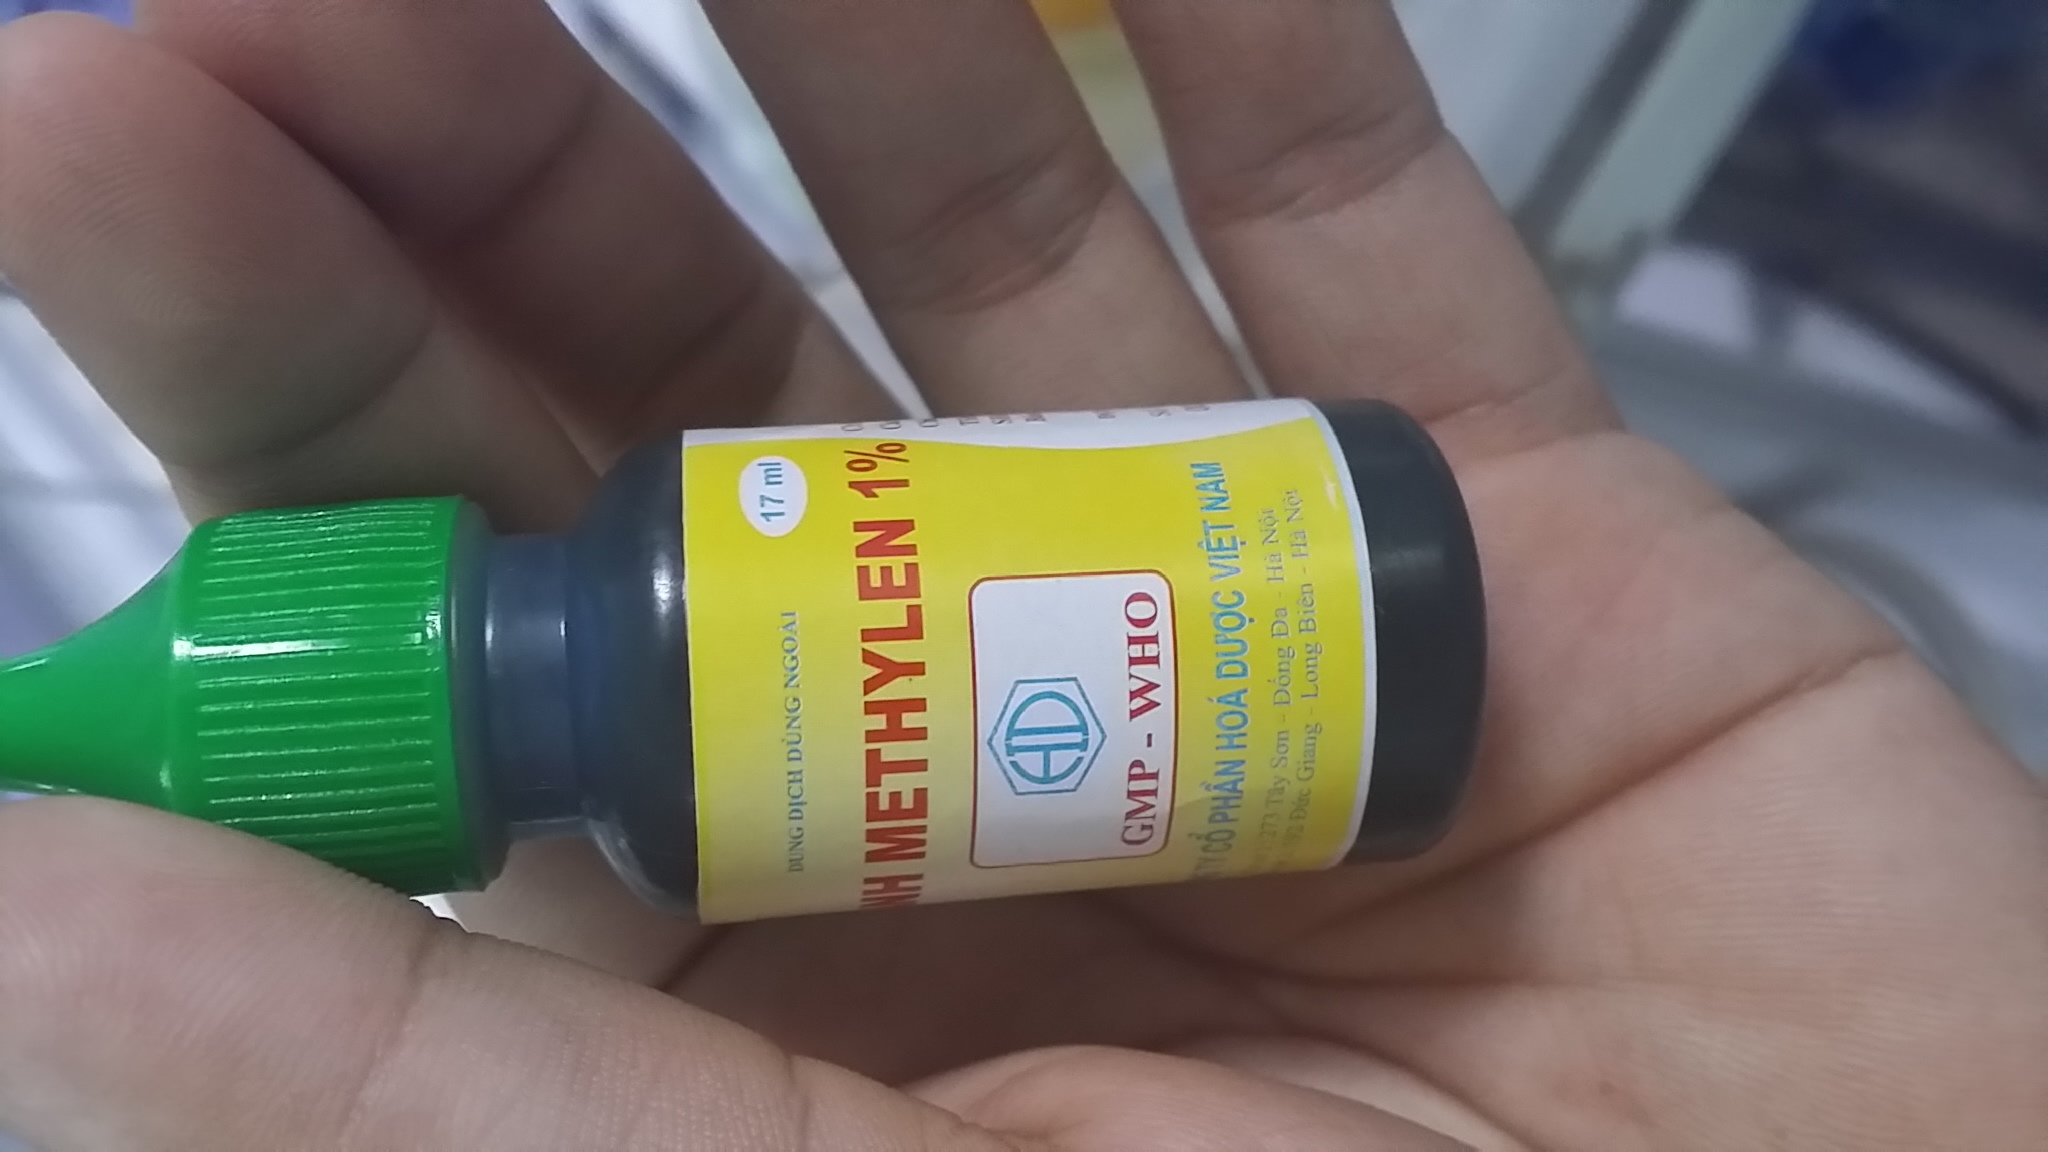 DUNG DỊCH DÙNG NGOÀI
17 ml
NH METHYLEN 1%
HD
GMP - WHO
TY CỔ PHẦN HOÁ DƯỢC VIỆT NAM
273 Tây Sơn - Đống Đa - Hà Nội
Đức Giang - Long Biên - Hà Nội